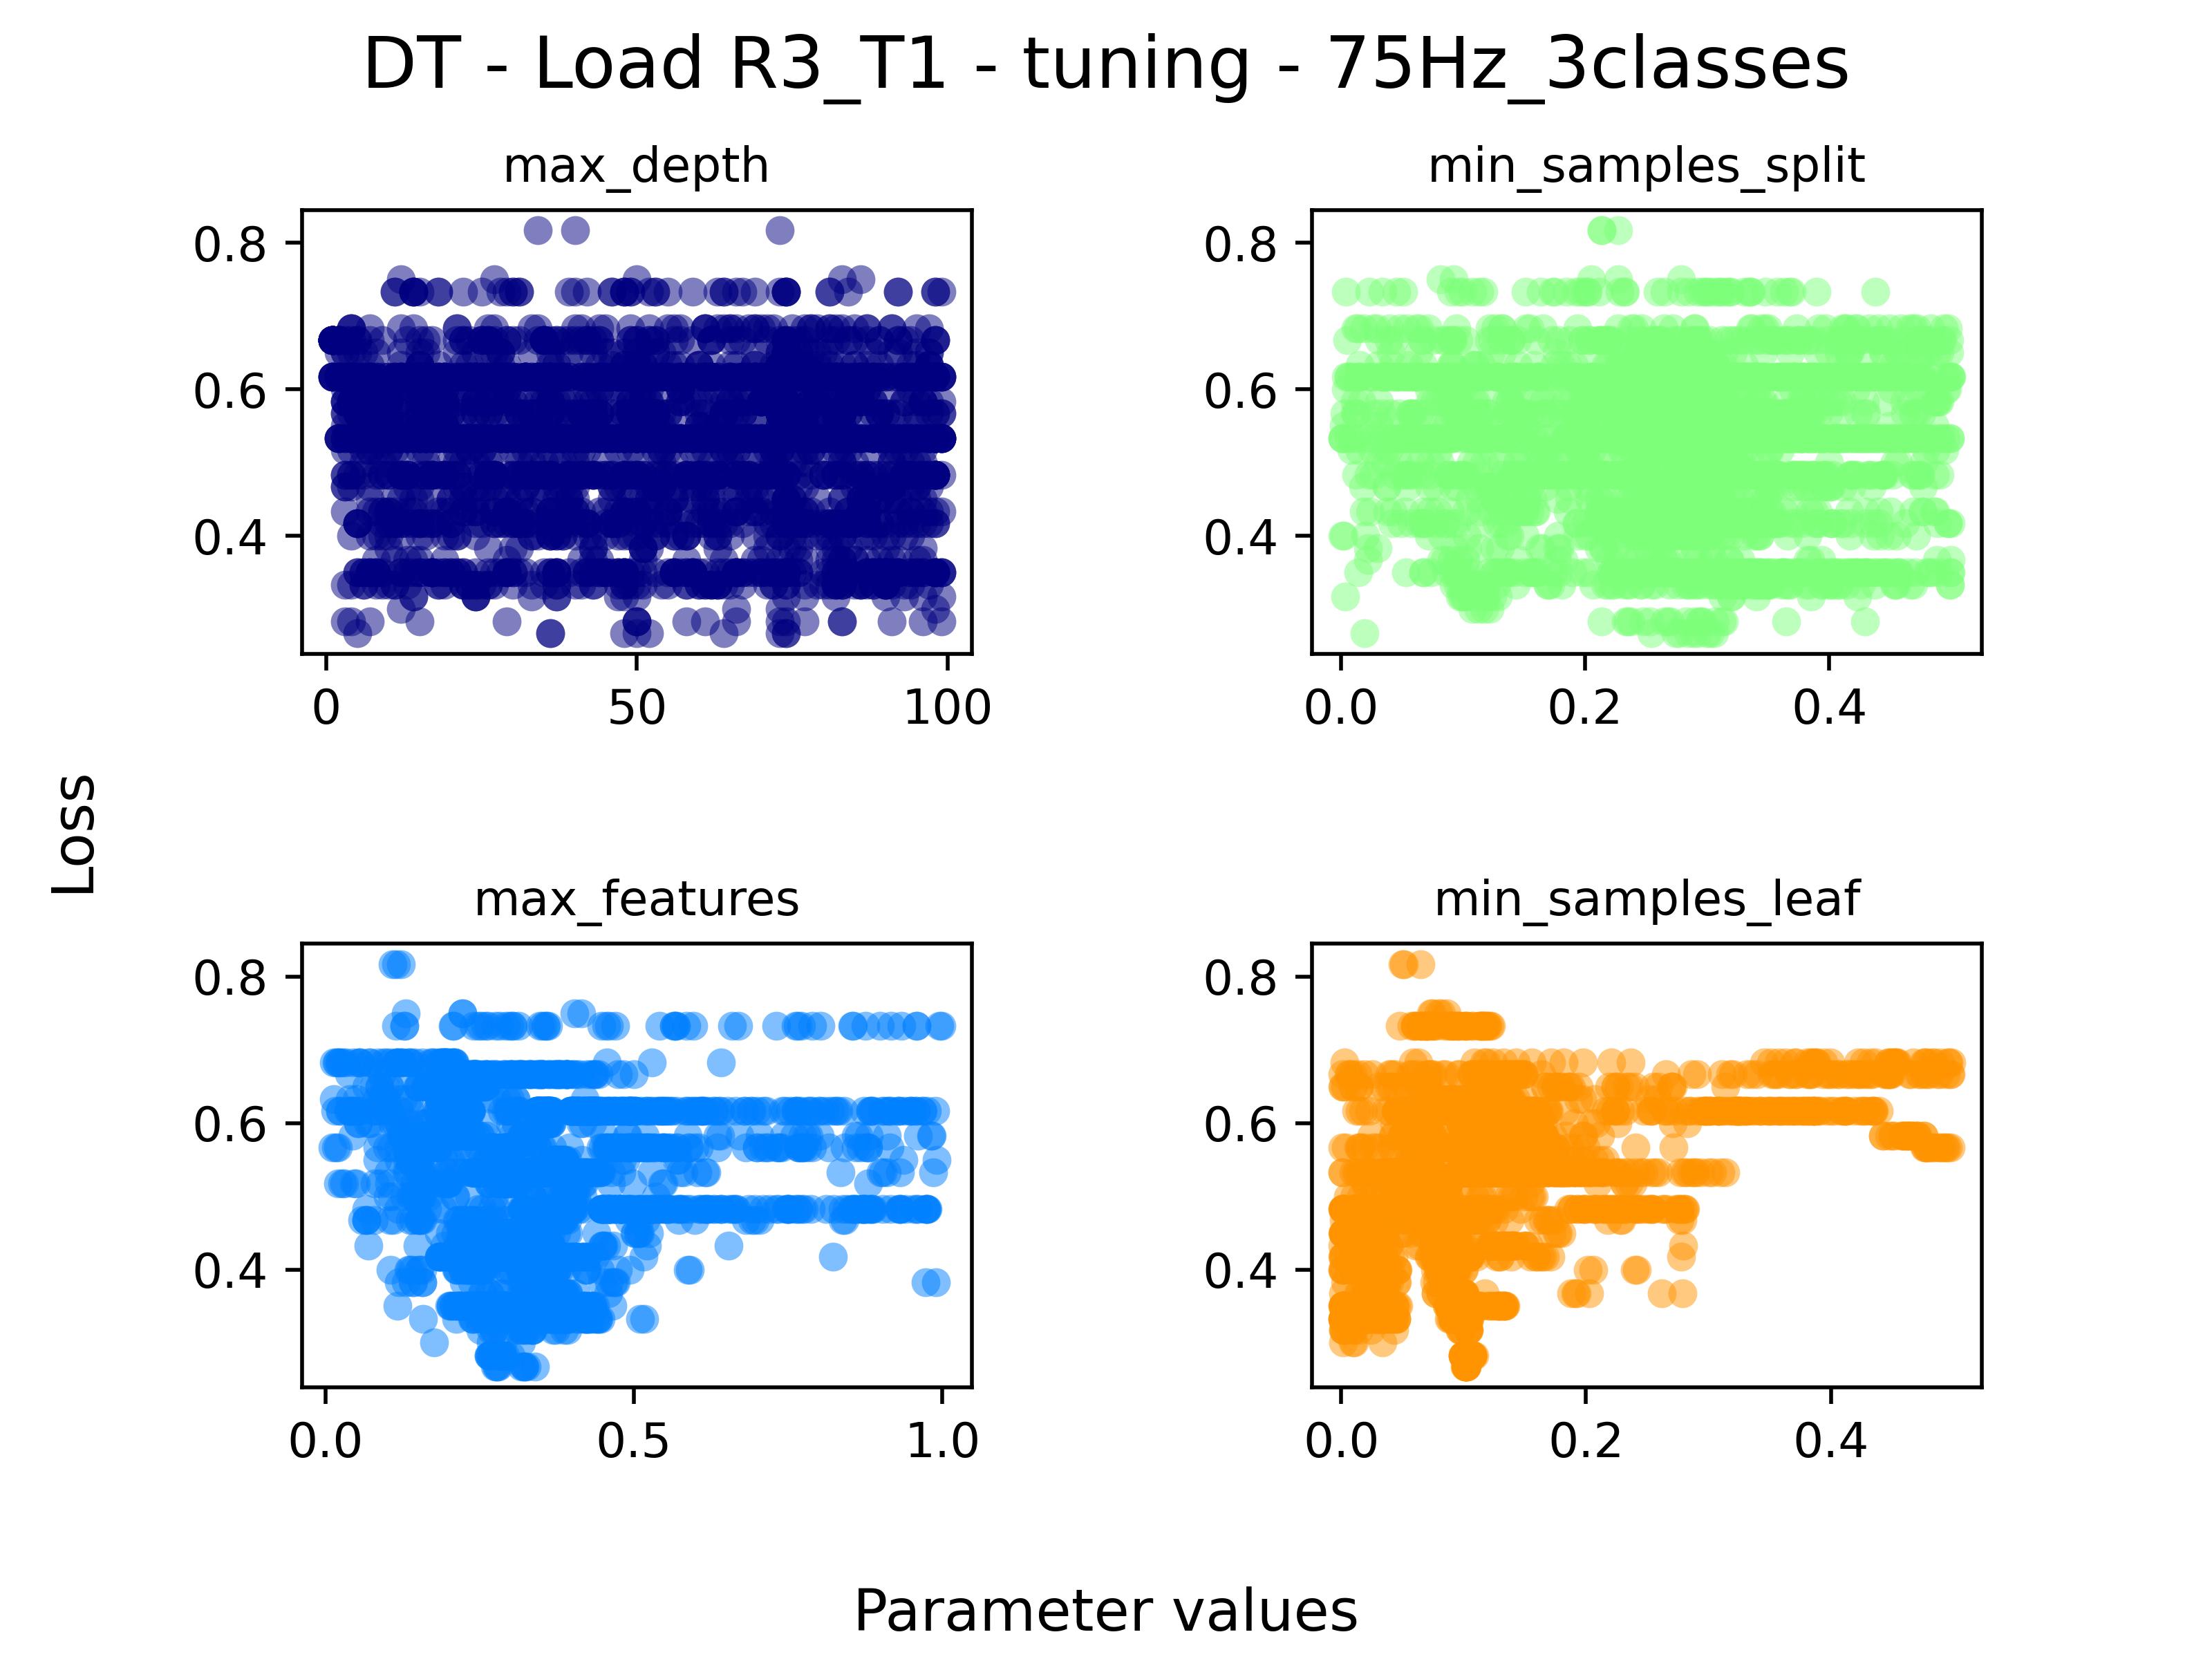 DT - Load R3_T1 - tuning - 75Hz_3classes
max_depth
0.8
0.6
0.4
0 50 100
min_samples_split
0.8
0.6
0.4
0.0 0.2 0.4
Loss
max_features
0.8
0.6
0.4
0.0 0.5 1.0
min_samples_leaf
0.8
0.6
0.4
0.0 0.2 0.4
Parameter values